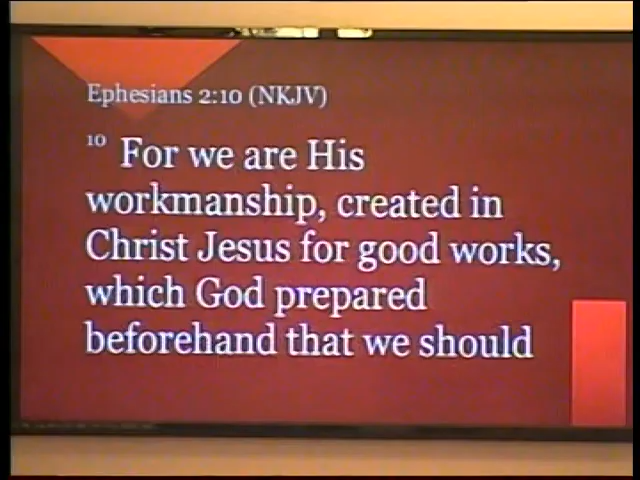 Ephesians 2:10 (NKJV)
10 For we are His
workmanship, created in
Christ Jesus for good works,
which God prepared
beforehand that we should